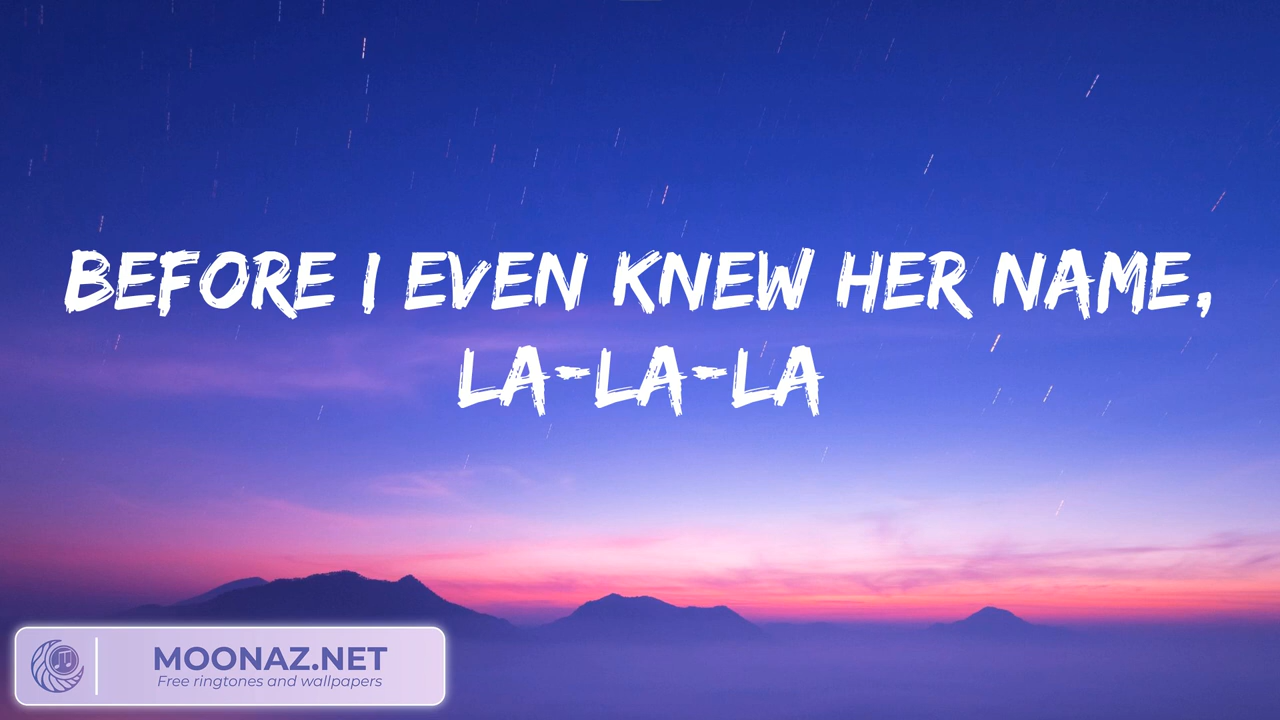 BEFORE I EVEN KNEW HER NAME,
LA-LA-LA
MOONAZ.NET
Free ringtones and wallpapers